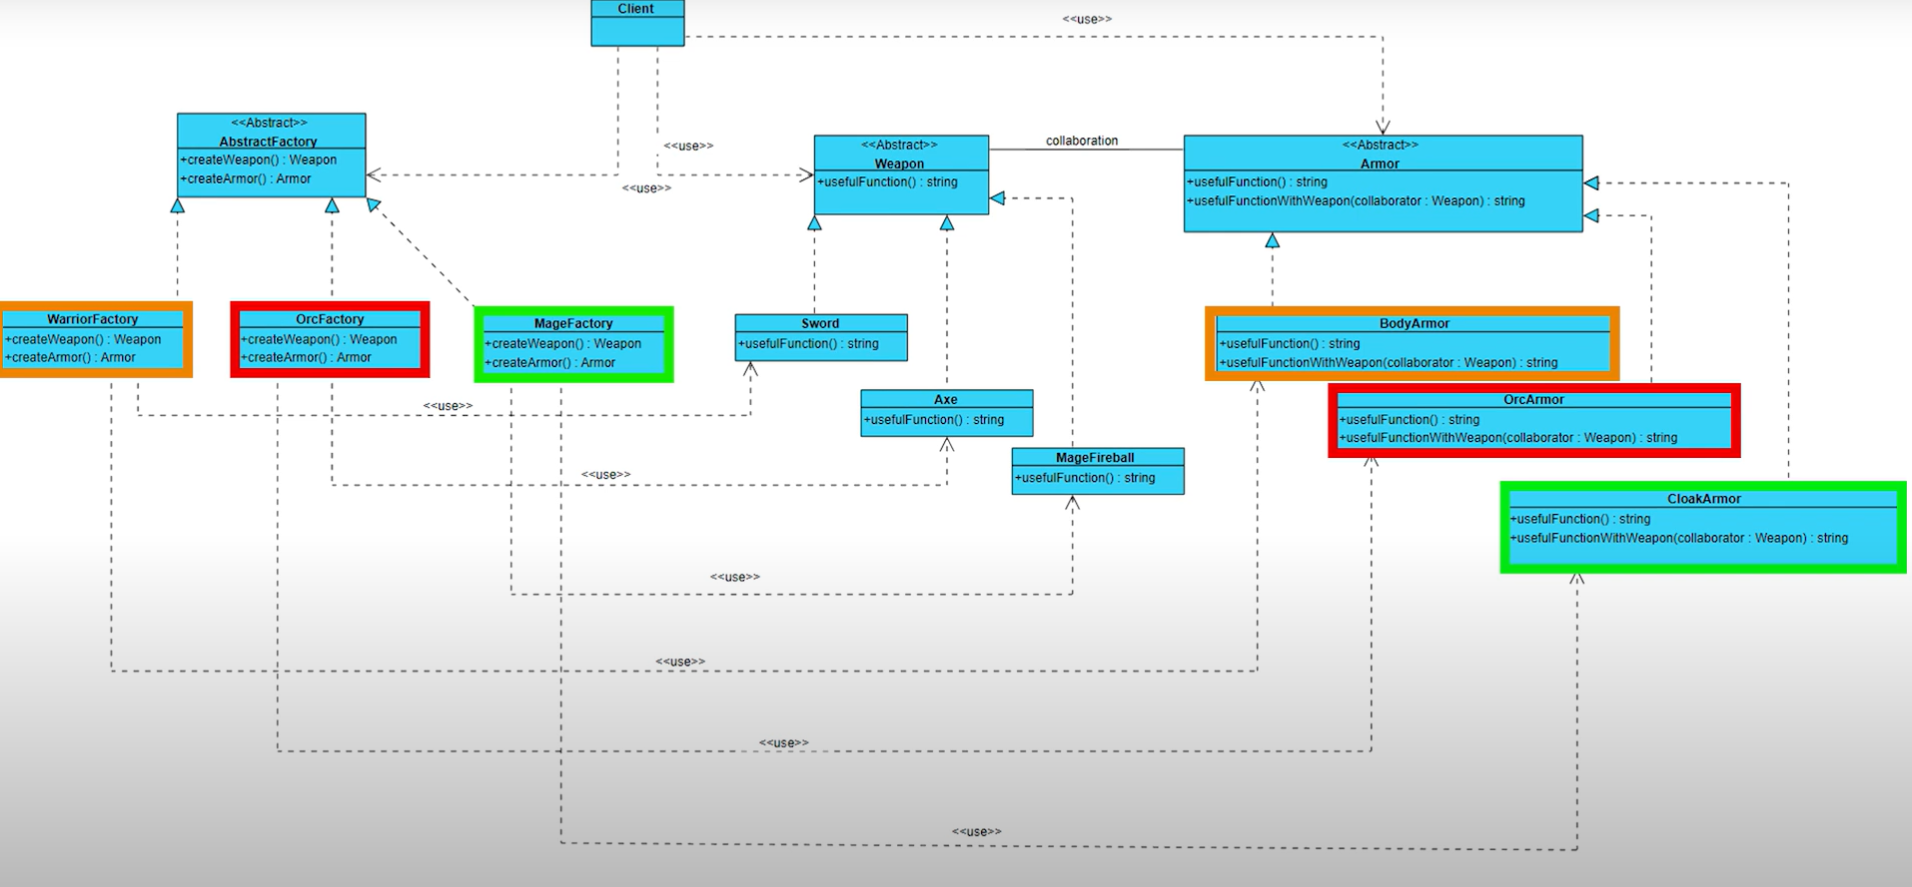 Client
<<use>>
<<Abstract>>
AbstractFactory
+createWeapon() : Weapon
+createArmor() : Armor
<<use>>
<<use>>
<<Abstract>>
Weapon
+usefulFunction() : string
collaboration
<<Abstract>>
Armor
+usefulFunction() : string
+usefulFunctionWithWeapon(collaborator : Weapon) : string
WarriorFactory
+createWeapon() : Weapon
+createArmor() : Armor
OrcFactory
+createWeapon() : Weapon
+createArmor() : Armor
MageFactory
+createWeapon() : Weapon
+createArmor() : Armor
Sword
+usefulFunction() : string
BodyArmor
+usefulFunction() : string
+usefulFunctionWithWeapon(collaborator : Weapon) : string
<<use>>
Axe
+usefulFunction() : string
OrcArmor
+usefulFunction() : string
+usefulFunctionWithWeapon(collaborator : Weapon) : string
<<use>>
MageFireball
+usefulFunction() : string
CloakArmor
+usefulFunction() : string
+usefulFunctionWithWeapon(collaborator : Weapon) : string
<<use>>
<<use>>
<<use>>
<<use>>